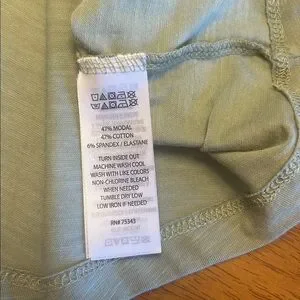 47% MODAL
47% COTTON
6% SPANDEX / ELASTANE
TURN INSIDE OUT
MACHINE WASH COOL
WASH WITH LIKE COLORS
NON-CHLORINE BLEACH
WHEN NEEDED
TUMBLE DRY LOW
LOW IRON IF NEEDED
RN# 75343